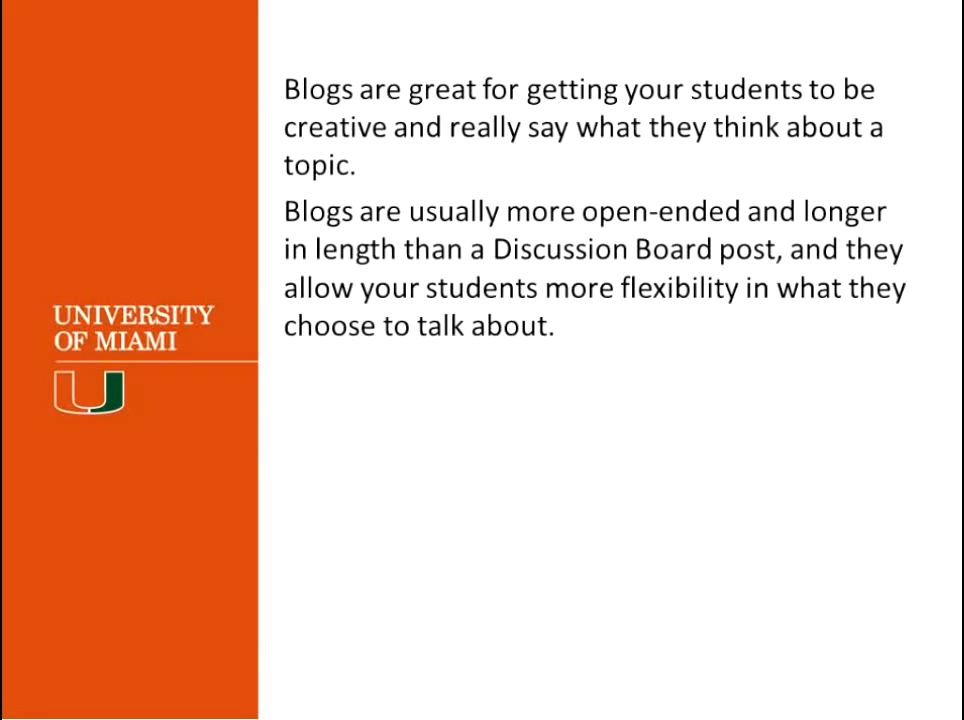 Blogs are great for getting your students to be
creative and really say what they think about a
topic.
Blogs are usually more open-ended and longer
in length than a Discussion Board post, and they
allow your students more flexibility in what they
choose to talk about.
UNIVERSITY
OF MIAMI
U